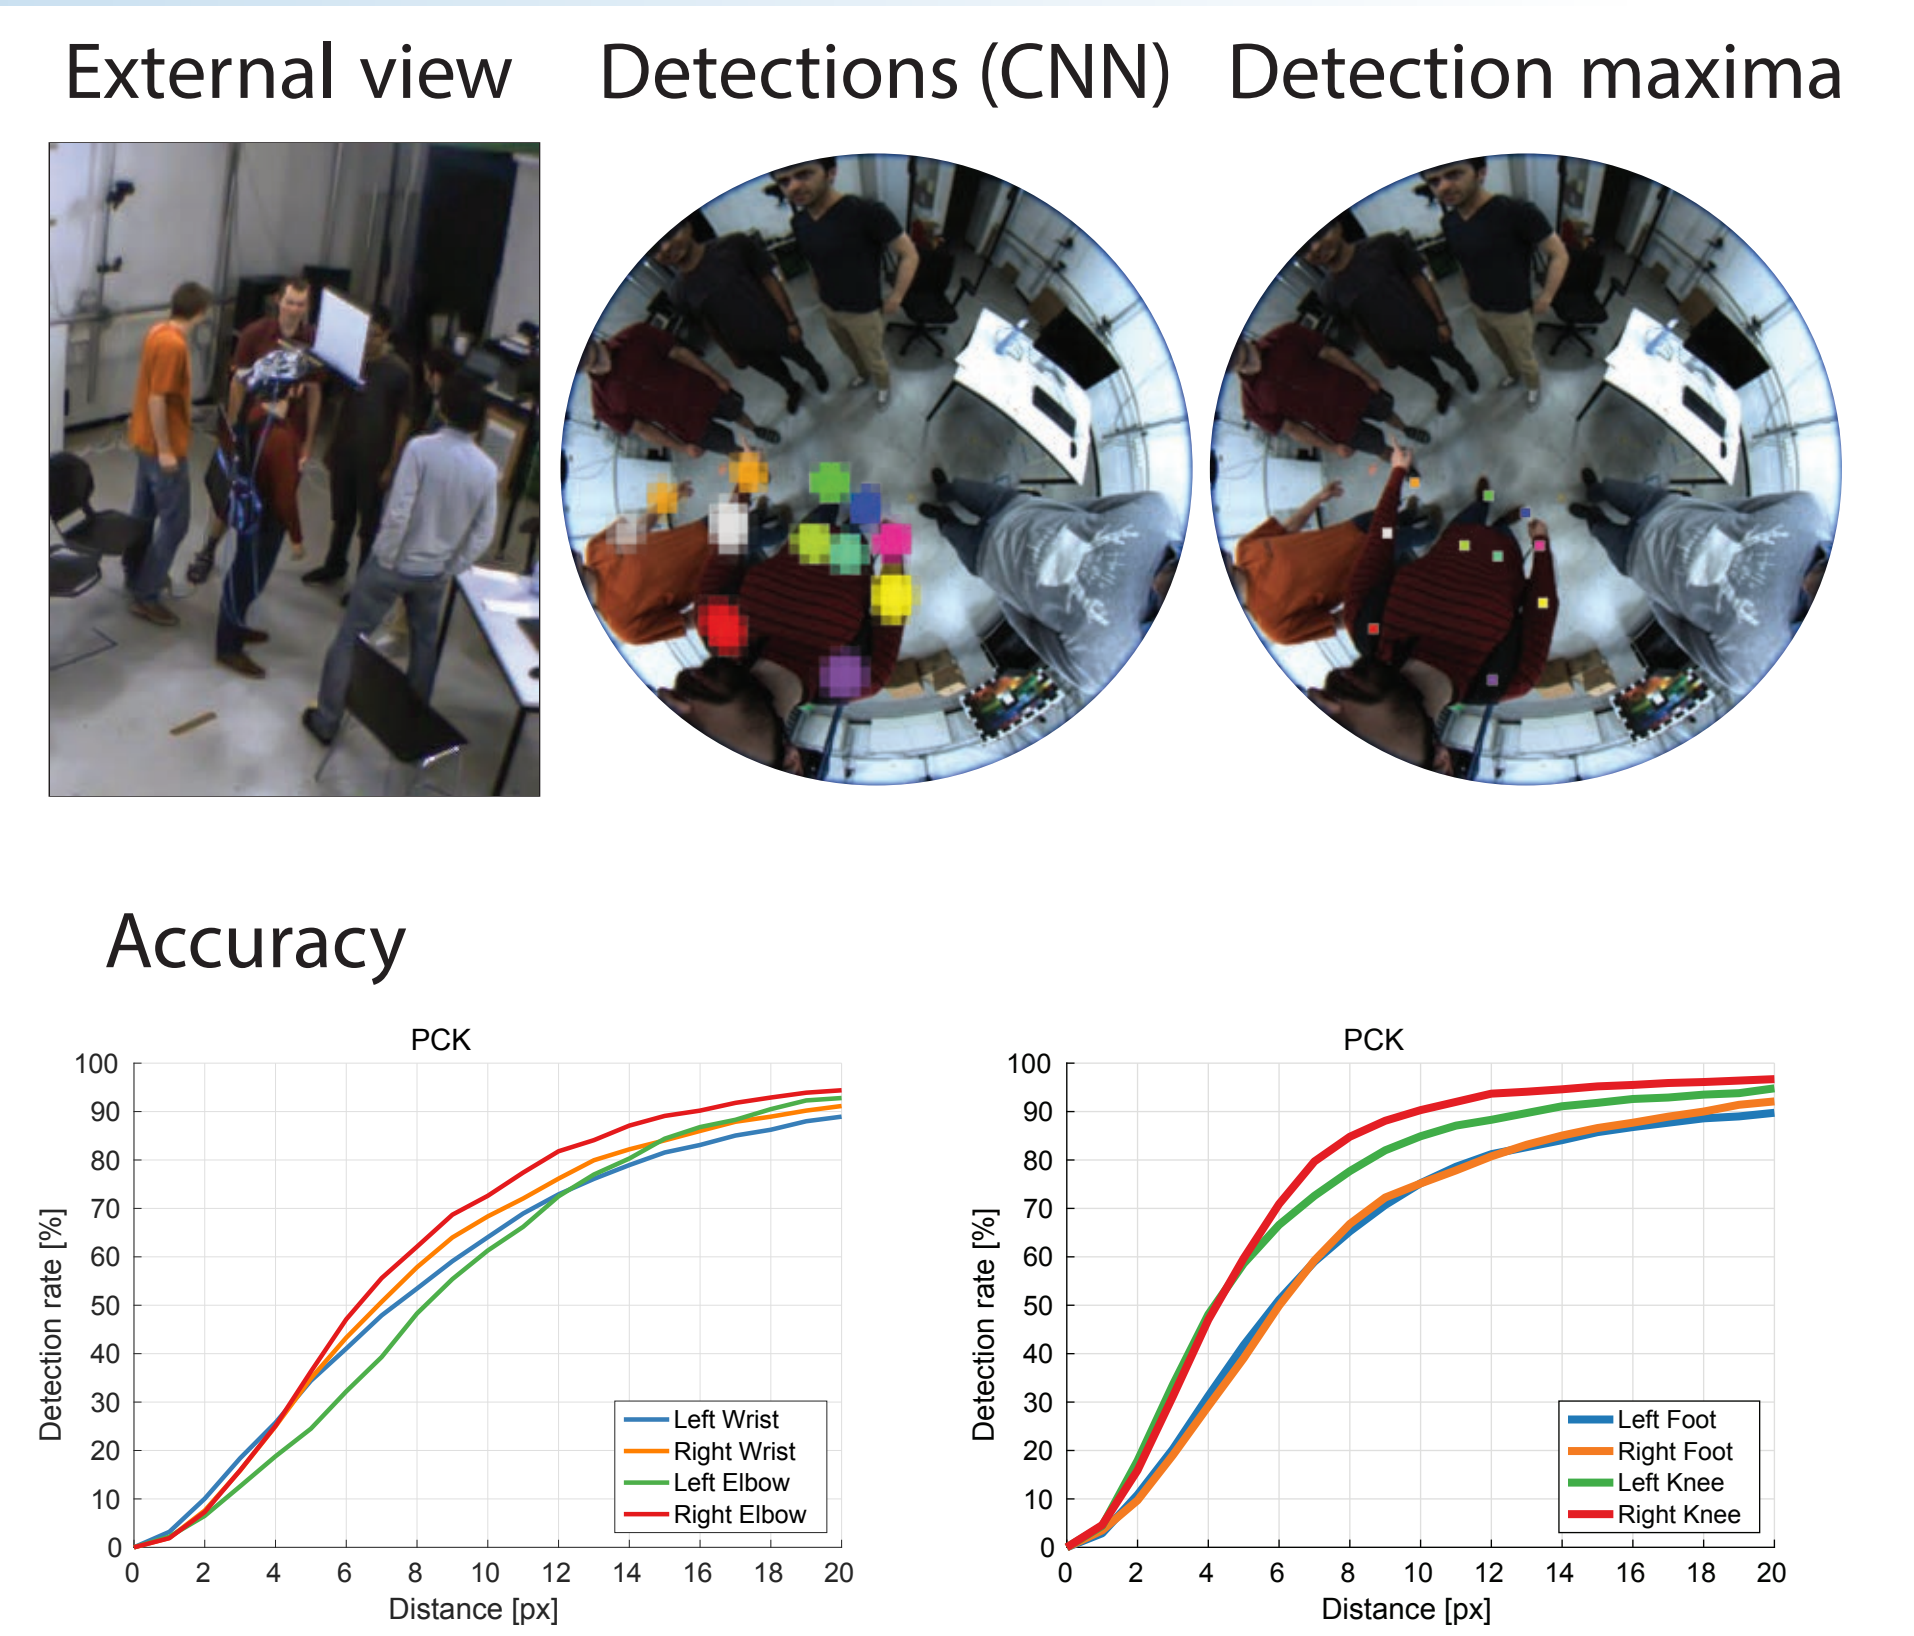 External view
Detections (CNN)
Detection maxima
Accuracy
PCK
100
90
80
70
60
50
40
30
20
10
0
Detection rate [%]
0 2 4 6 8 10 12 14 16 18 20
Distance [px]
Left Wrist
Right Wrist
Left Elbow
Right Elbow
PCK
100
90
80
70
60
50
40
30
20
10
0
Detection rate [%]
0 2 4 6 8 10 12 14 16 18 20
Distance [px]
Left Foot
Right Foot
Left Knee
Right Knee